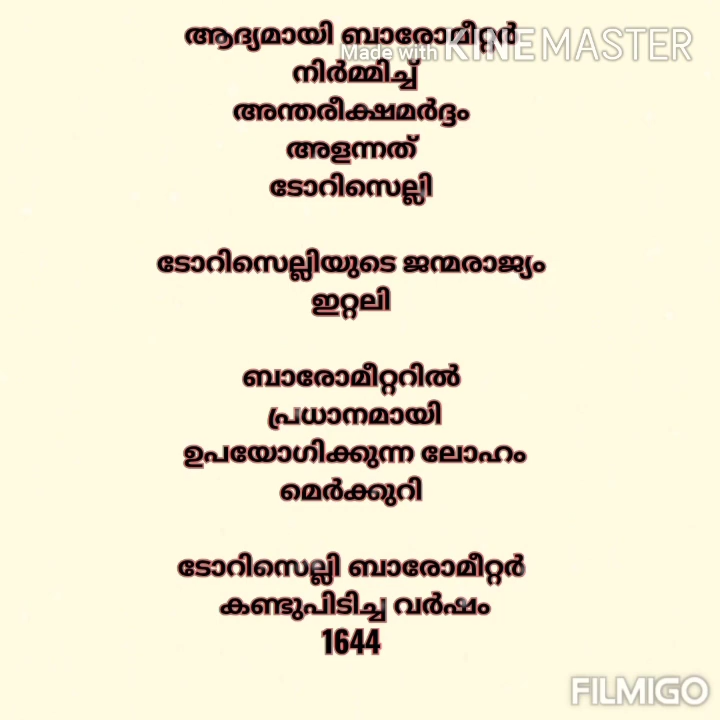 ആദ്യമായി ബാരോമീറ്റർ
Made with KINEMASTER
നിർമ്മിച്ച്
അന്തരീക്ഷമർദ്ദം
അളന്നത്
ടോറിസെല്ലി
ടോറിസെല്ലിയുടെ ജന്മരാജ്യം
ഇറ്റലി
ബാരോമീറ്ററിൽ
പ്രധാനമായി
ഉപയോഗിക്കുന്ന ലോഹം
മെർക്കുറി
ടോറിസെല്ലി ബാരോമീറ്റർ
കണ്ടുപിടിച്ച വർഷം
1644
FILMIGO